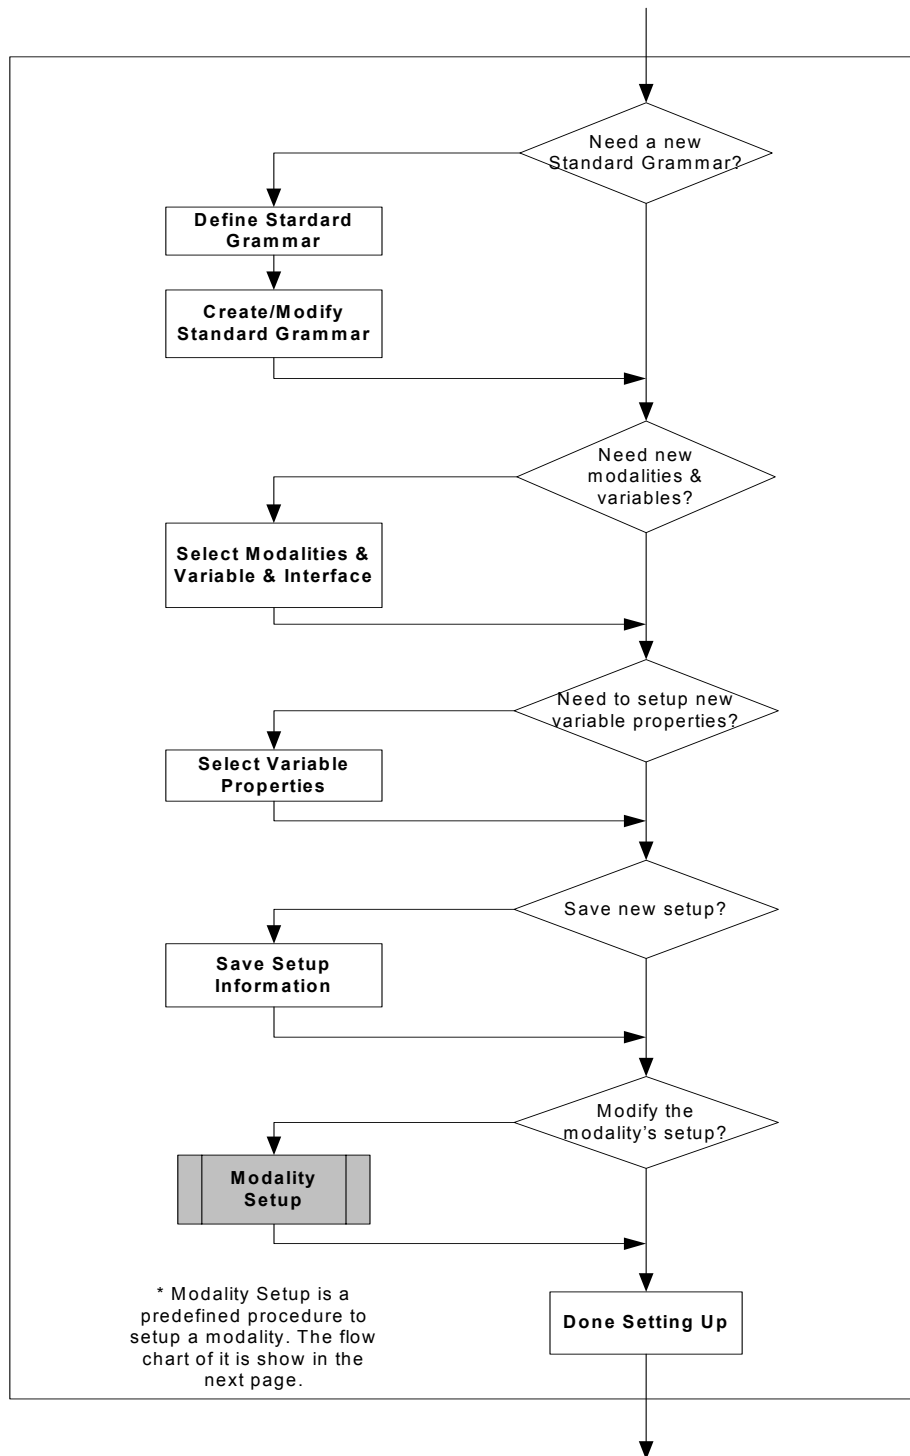 Need a new
Standard Grammar?
Define Stardard
Grammar
Create/Modify
Standard Grammar
Need new
modalities &
variables?
Select Modalities &
Variable & Interface
Need to setup new
variable properties?
Select Variable
Properties
Save new setup?
Save Setup
Information
Modify the
modality’s setup?
Modality
Setup
* Modality Setup is a
predefined procedure to
setup a modality. The flow
chart of it is show in the
next page.
Done Setting Up